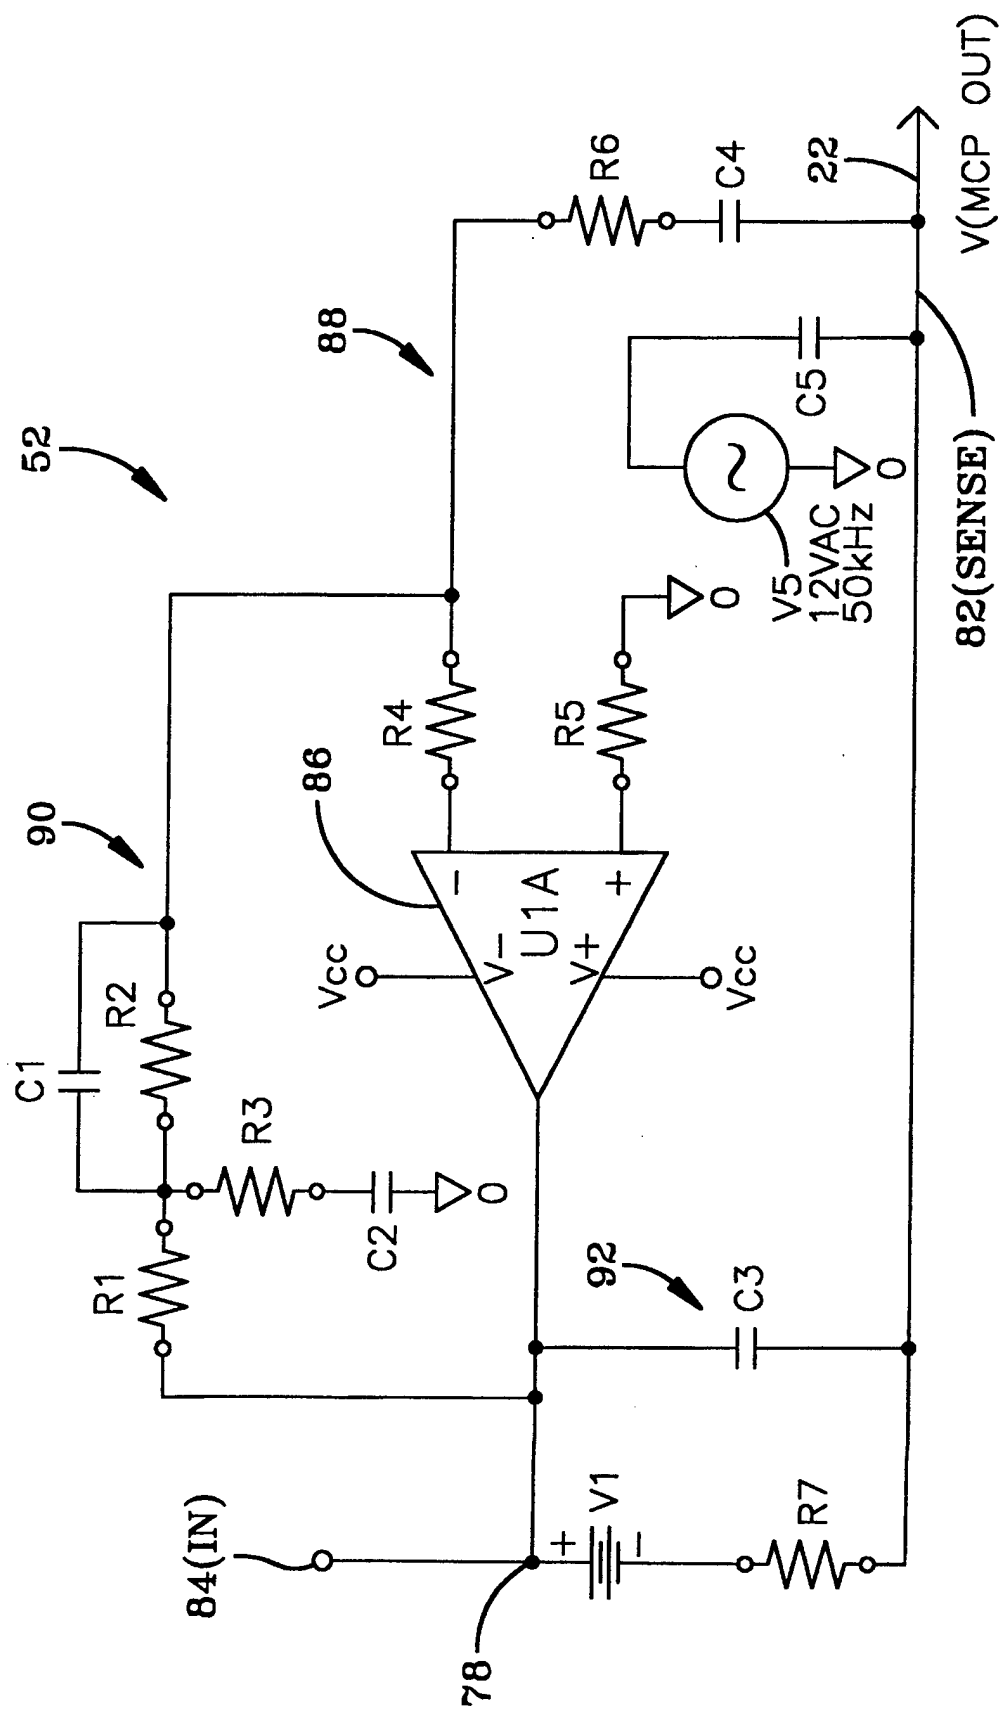 52
90
88
86
92
84(IN)
78
C1
R1
R2
R3
C2
0
R4
R5
0
R6
C4
C5
V5
12VAC
50kHz
0
Vcc
V-
U1A
-
+
V+
Vcc
C3
+
V1
-
R7
22
82(SENSE)
V(MCP OUT)